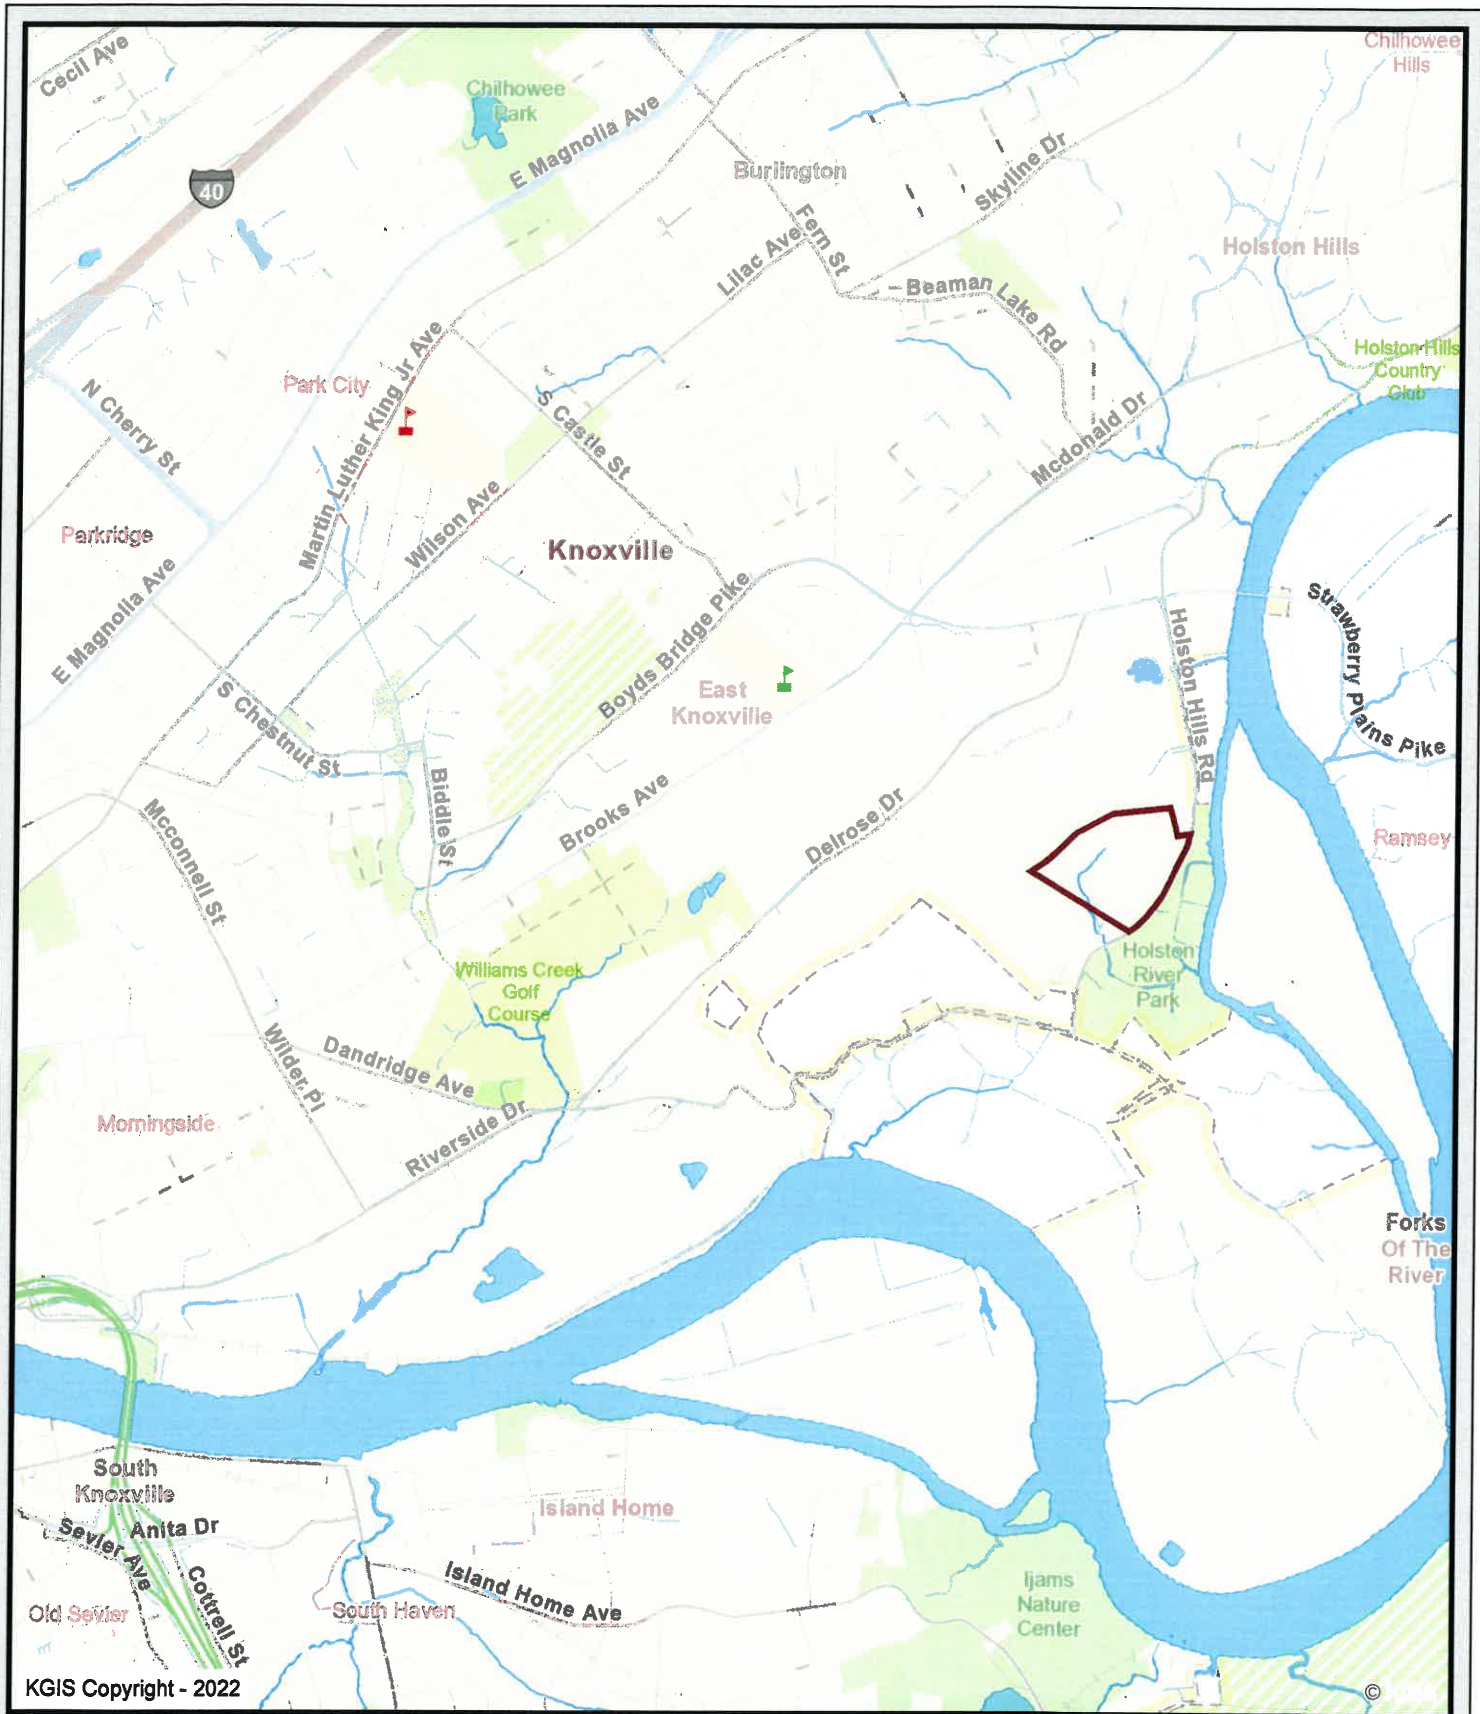 Cecil Ave
40
Chilhowee
Park
E Magnolia Ave
Burlington
Skyline Dr
Chilhowee
Hills
Holston Hills
Lilac Ave
Fern St
Beaman Lake Rd
Holston Hills
Country
Club
N Cherry St
Park City
Martin Luther King Jr Ave
S Castle St
Mcdonald Dr
Parkridge
Wilson Ave
Knoxville
E Magnolia Ave
Boyds Bridge Pike
Strawberry Plains Pike
Holston Hills Rd
S Chestnut St
East
Knoxville
Biddle St
Brooks Ave
Delrose Dr
Mcconnell St
Ramsey
Williams Creek
Golf
Course
Holston
River
Park
Wilder Pl
Dandridge Ave
Morningside
Riverside Dr
Forks
Of The
River
South
Knoxville
Anita Dr
Sevier Ave
Cottrell St
Old Sevier
Island Home
Island Home Ave
South Haven
Ijams
Nature
Center
KGIS Copyright - 2022
©